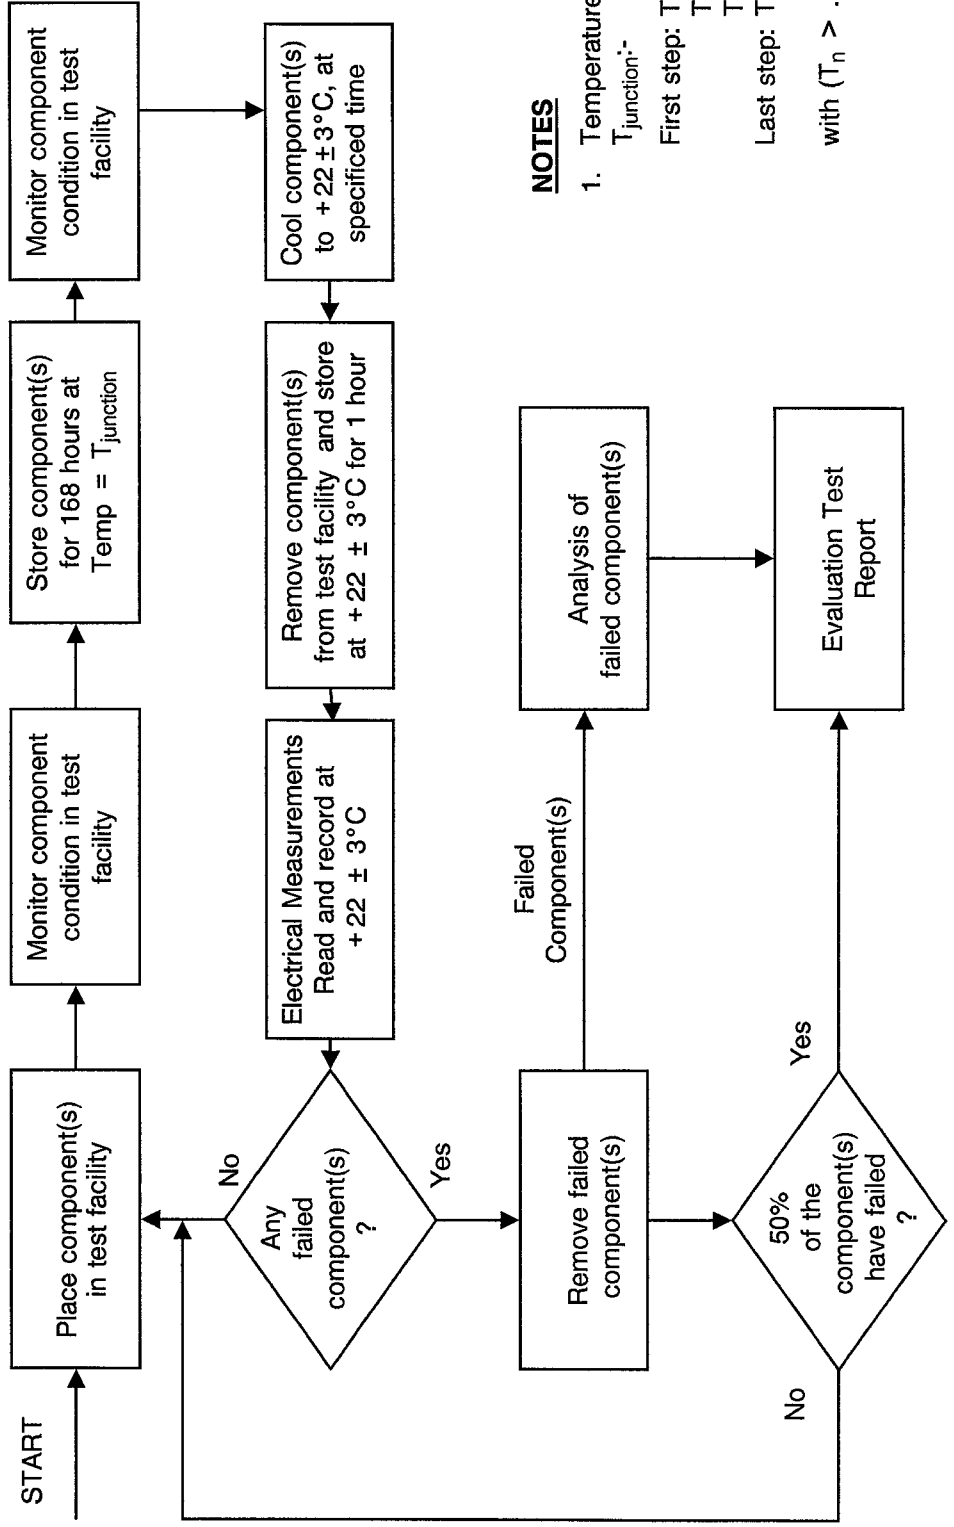 START
Place component(s)
in test facility
Monitor component
condition in test
facility
Store component(s)
for 168 hours at
Temp = Tjunction
Monitor component
condition in test
facility
Cool component(s)
to +22 ± 3°C, at
specificed time
Remove component(s)
from test facility and store
at +22 ± 3°C for 1 hour
Electrical Measurements
Read and record at
+22 ± 3°C
Any
failed
component(s)
?
No
Yes
Remove failed
component(s)
Failed
Component(s)
Analysis of
failed component(s)
50%
of the
component(s)
have failed
?
No
Yes
Evaluation Test
Report
NOTES
1. Temperature
Tjunction:-
First step: T
T
T
Last step: T
with (Tn > .